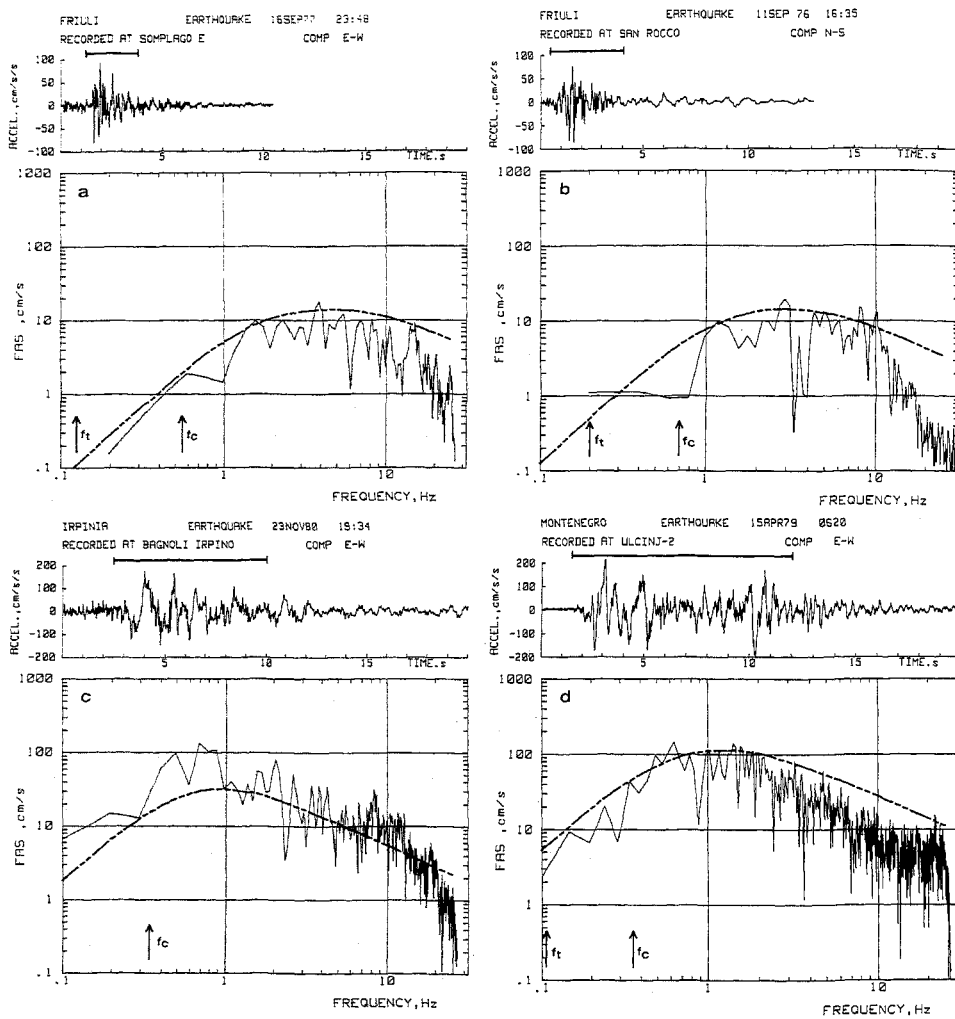 FRIULI EARTHQUAKE 16SEP77 23:48
RECORDED AT SOMPLAGO E COMP E-W
ACCEL.,cm/s/s
100
50
0
-50
-100
5 10 15 TIME.s
a
FAS ,cm/s
1000
100
10
1
.1
ft
fc
.1 1 10
FREQUENCY,Hz
FRIULI EARTHQUAKE 11SEP 76 16:35
RECORDED AT SAN ROCCO COMP N-S
ACCEL.,cm/s/s
100
50
0
-50
-100
5 10 15 TIME.s
b
FAS ,cm/s
1000
100
10
1
.1
ft
fc
.1 1 10
FREQUENCY,Hz
IRPINIA EARTHQUAKE 23NOV80 19:34
RECORDED AT BAGNOLI IRPINO COMP E-W
ACCEL.,cm/s/s
200
100
0
-100
-200
5 10 15 TIME.s
c
FAS ,cm/s
1000
100
10
1
.1
fc
.1 1 10
FREQUENCY,Hz
MONTENEGRO EARTHQUAKE 15APR79 0620
RECORDED AT ULCINJ-2 COMP E-W
ACCEL.,cm/s/s
200
100
0
-100
-200
5 10 15 TIME.s
d
FAS ,cm/s
1000
100
10
1
.1
ft
fc
.1 1 10
FREQUENCY,Hz